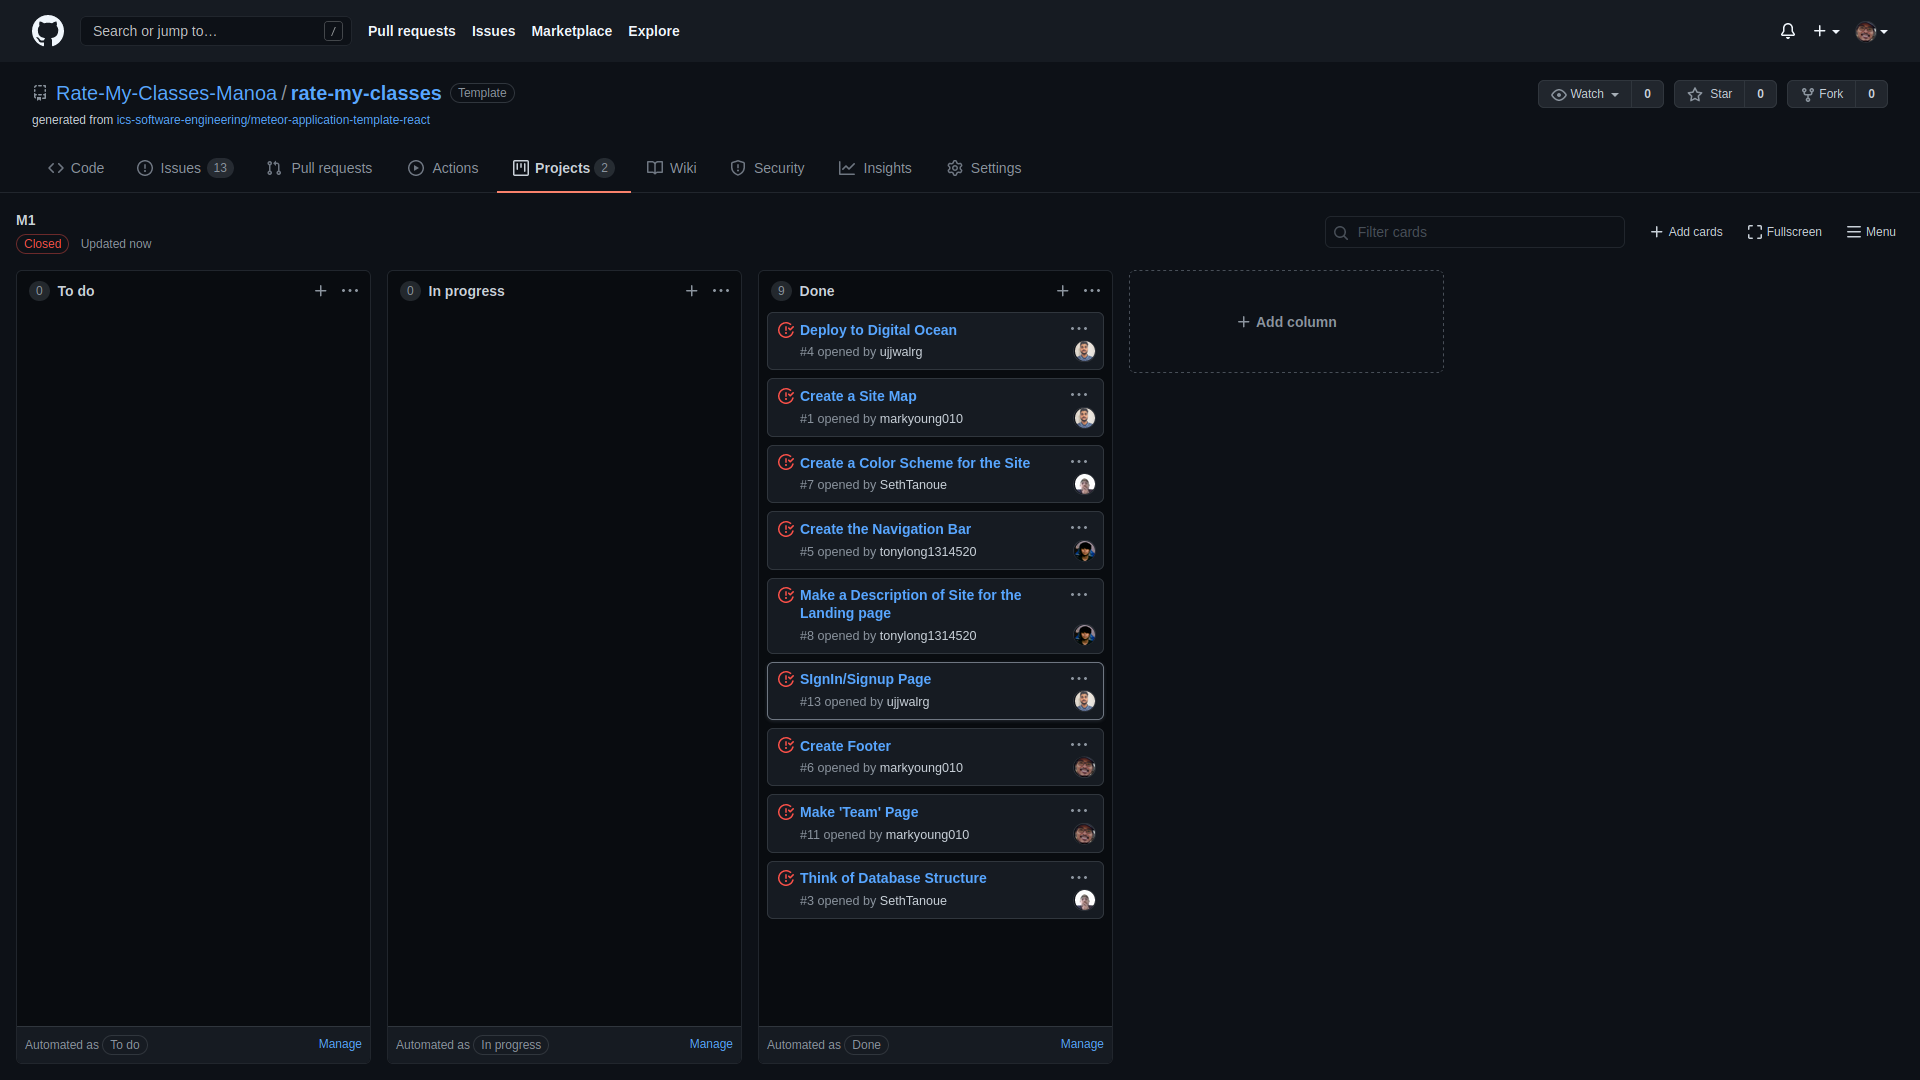 Search or jump to… /
Pull requests Issues Marketplace Explore
Rate-My-Classes-Manoa / rate-my-classes Template
Watch 0 Star 0 Fork 0
generated from ics-software-engineering/meteor-application-template-react
Code Issues 13 Pull requests Actions Projects 2 Wiki Security Insights Settings
M1
Closed Updated now
Filter cards Add cards Fullscreen Menu
0 To do
Automated as To do Manage
0 In progress
Automated as In progress Manage
9 Done
Deploy to Digital Ocean
#4 opened by ujjwalrg
Create a Site Map
#1 opened by markyoung010
Create a Color Scheme for the Site
#7 opened by SethTanoue
Create the Navigation Bar
#5 opened by tonylong1314520
Make a Description of Site for the
Landing page
#8 opened by tonylong1314520
SIgnIn/Signup Page
#13 opened by ujjwalrg
Create Footer
#6 opened by markyoung010
Make 'Team' Page
#11 opened by markyoung010
Think of Database Structure
#3 opened by SethTanoue
Automated as Done Manage
Add column